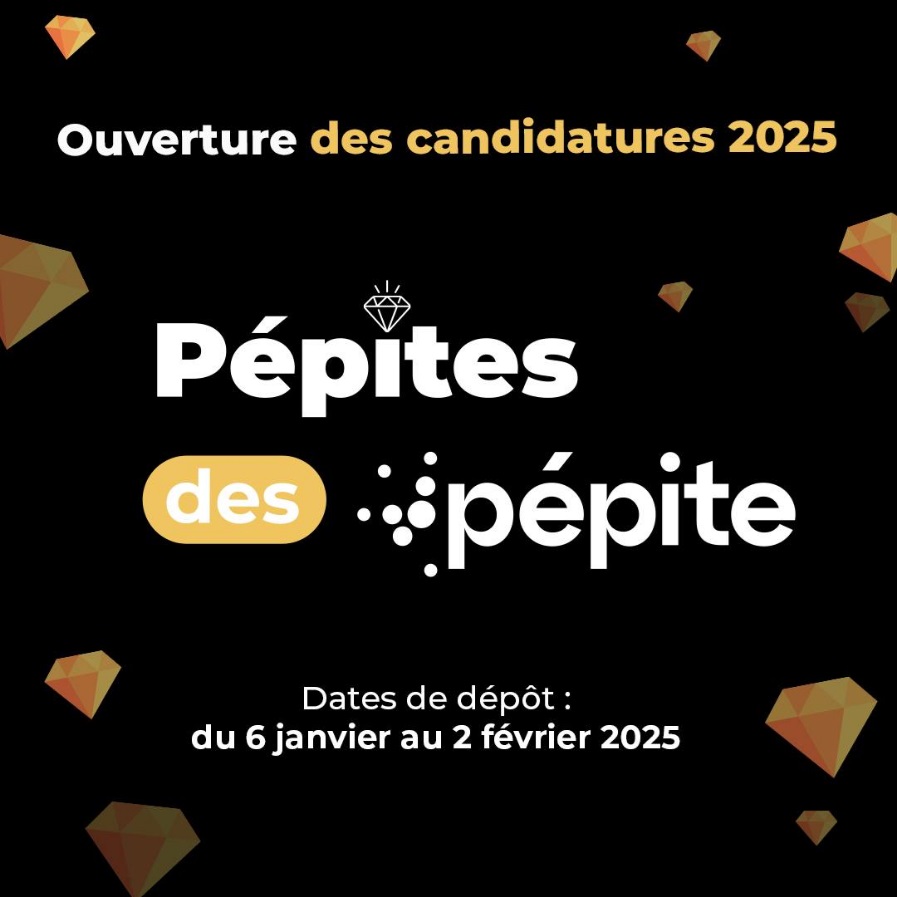 Ouverture des candidatures 2025
Pépites
des pépite
Dates de dépôt :
du 6 janvier au 2 février 2025